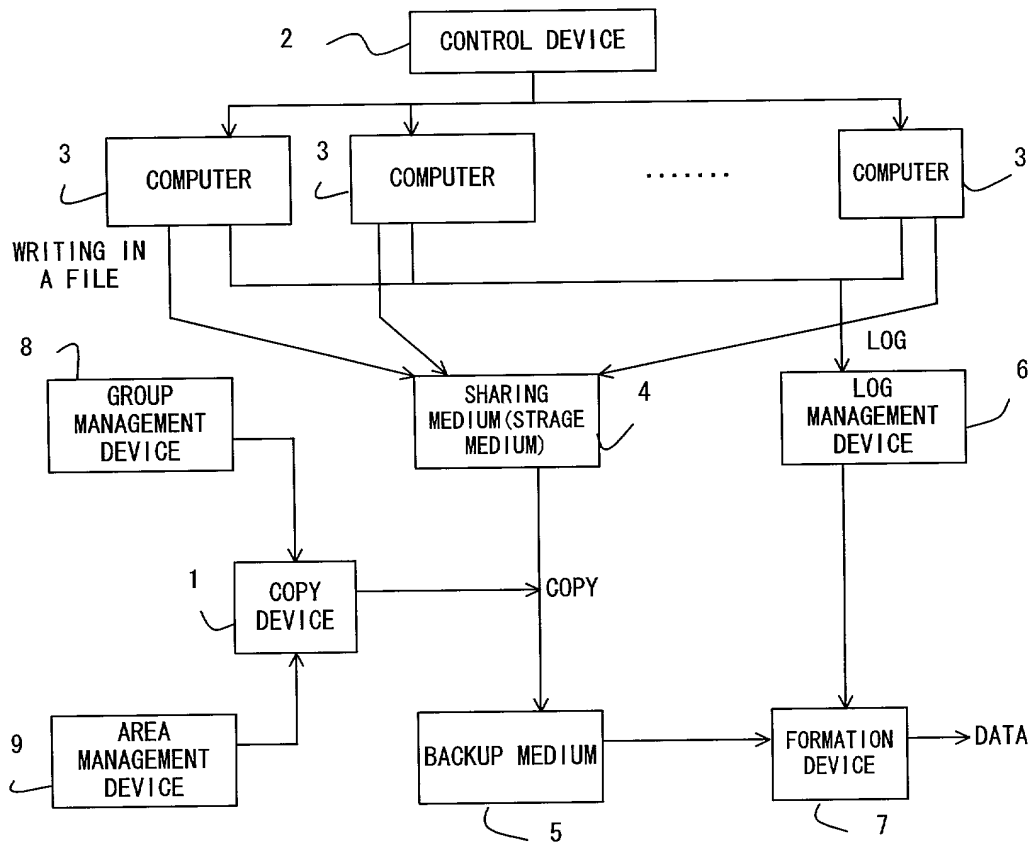 2
CONTROL DEVICE
3
COMPUTER
3
COMPUTER
.......
COMPUTER
3
WRITING IN
A FILE
LOG
8
GROUP
MANAGEMENT
DEVICE
SHARING
MEDIUM(STRAGE
MEDIUM)
4
LOG
MANAGEMENT
DEVICE
6
1
COPY
DEVICE
COPY
9
AREA
MANAGEMENT
DEVICE
BACKUP MEDIUM
5
FORMATION
DEVICE
7
DATA